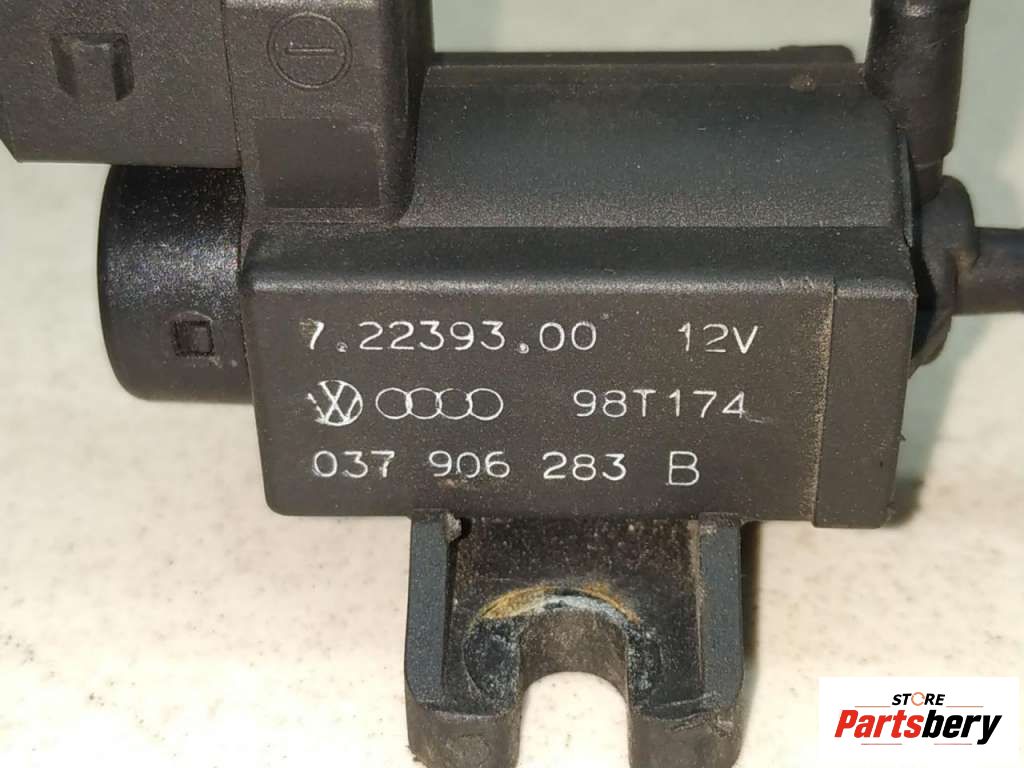 7.22393.00 12V
98T174
037 906 283 B
STORE
Partsbery